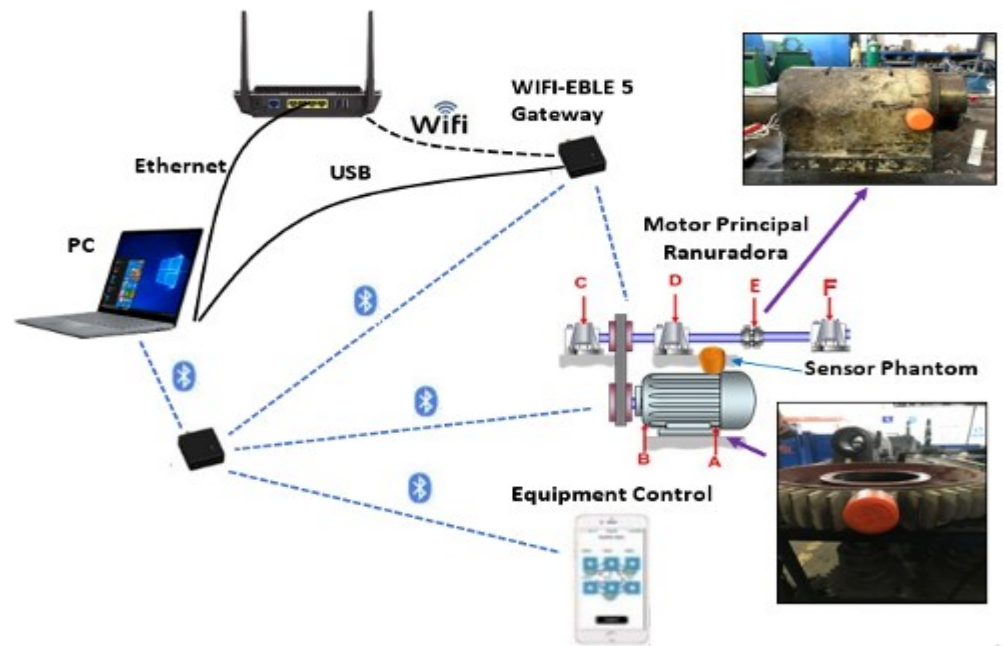 WIFI-EBLE 5
Gateway
Wifi
Ethernet
USB
PC
Motor Principal
Ranuradora
C
D
E
F
Sensor Phantom
B
A
Equipment Control